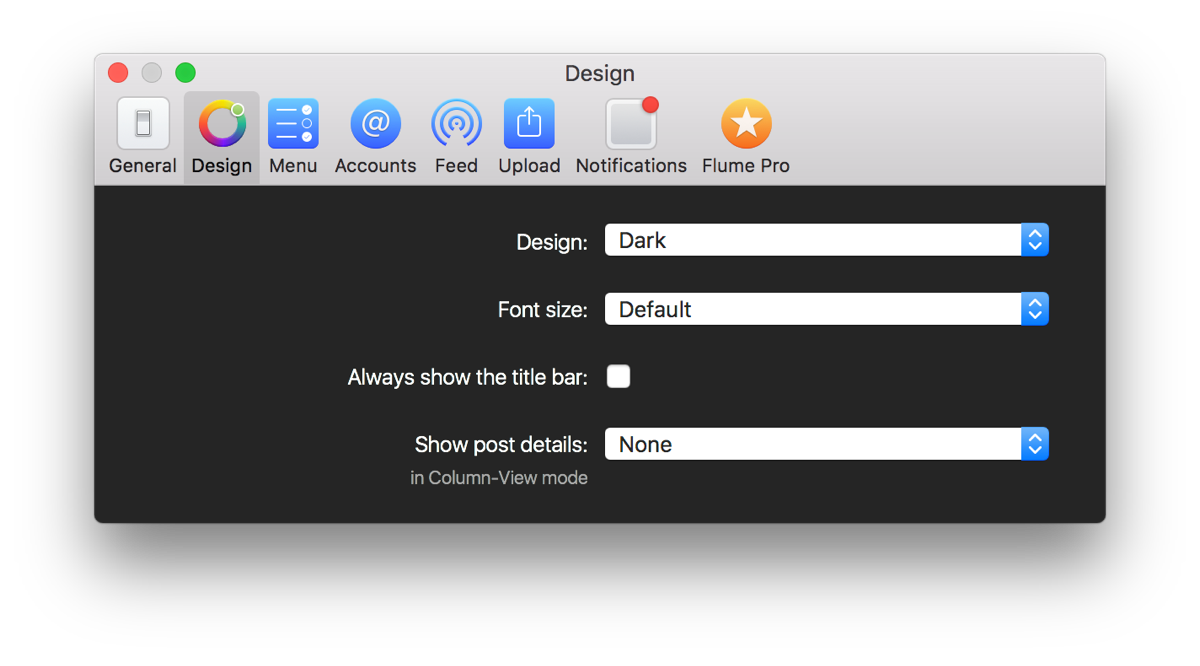 Design
General Design Menu Accounts Feed Upload Notifications Flume Pro
Design: Dark
Font size: Default
Always show the title bar:
Show post details: None
in Column-View mode